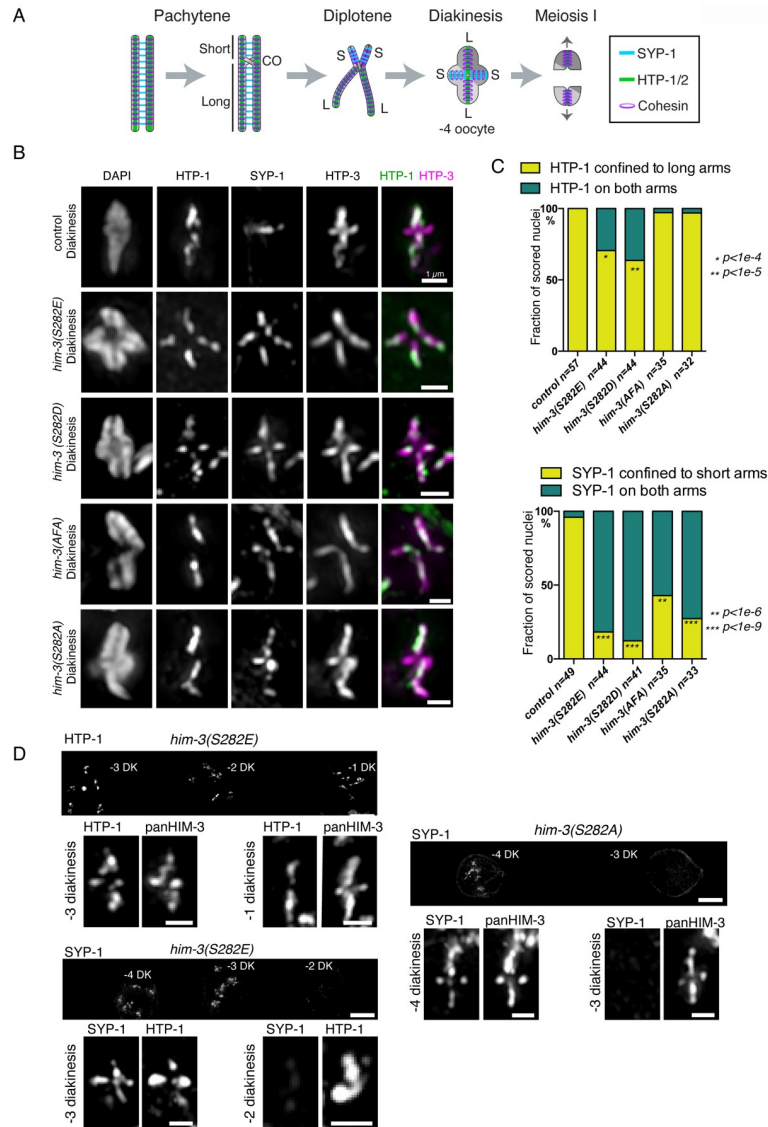 A
Pachytene
Diplotene
Diakinesis
Meiosis I
Short
CO
Long
S
S
L
L
L
S
S
L
-4 oocyte
SYP-1
HTP-1/2
Cohesin
B
DAPI
HTP-1
SYP-1
HTP-3
HTP-1 HTP-3
control
Diakinesis
1 µm
him-3(S282E)
Diakinesis
him-3 (S282D)
Diakinesis
him-3(AFA)
Diakinesis
him-3(S282A)
Diakinesis
C
HTP-1 confined to long arms
HTP-1 on both arms
Fraction of scored nuclei
100
%
50
0
* p<1e-4
** p<1e-5
*
**
control n=57
him-3(S282E) n=44
him-3(S282D) n=44
him-3(AFA) n=35
him-3(S282A) n=32
SYP-1 confined to short arms
SYP-1 on both arms
Fraction of scored nuclei
100
%
50
0
** p<1e-6
*** p<1e-9
***
***
**
***
control n=49
him-3(S282E) n=44
him-3(S282D) n=41
him-3(AFA) n=35
him-3(S282A) n=33
D
HTP-1
him-3(S282E)
-3 DK
-2 DK
-1 DK
HTP-1
panHIM-3
HTP-1
panHIM-3
-3 diakinesis
-1 diakinesis
SYP-1
him-3(S282E)
-4 DK
-3 DK
-2 DK
SYP-1
HTP-1
SYP-1
HTP-1
-3 diakinesis
-2 diakinesis
SYP-1
him-3(S282A)
-4 DK
-3 DK
SYP-1
panHIM-3
SYP-1
panHIM-3
-4 diakinesis
-3 diakinesis